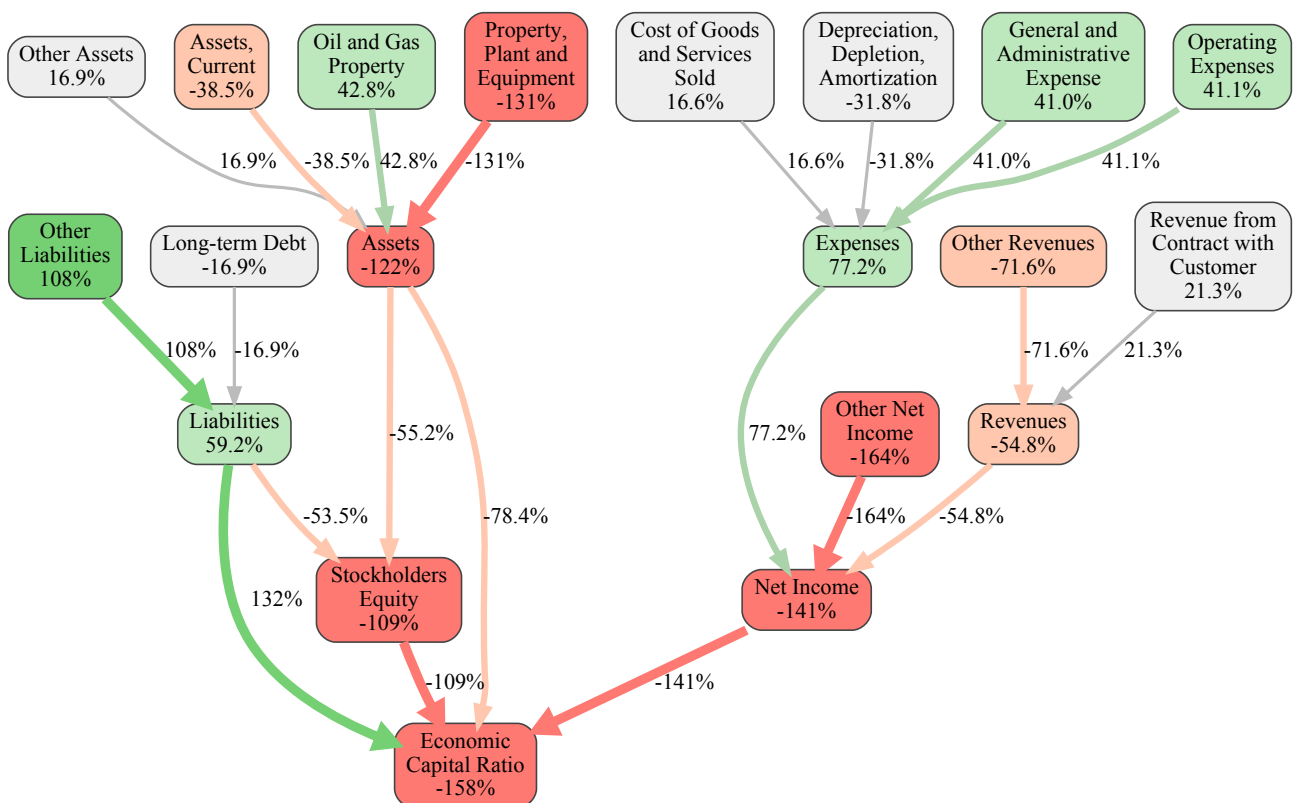 Other Assets
16.9%
Assets,
Current
-38.5%
Oil and Gas
Property
42.8%
Property,
Plant and
Equipment
-131%
Cost of Goods
and Services
Sold
16.6%
Depreciation,
Depletion,
Amortization
-31.8%
General and
Administrative
Expense
41.0%
Operating
Expenses
41.1%
16.9%
-38.5%
42.8%
-131%
16.6%
-31.8%
41.0%
41.1%
Other
Liabilities
108%
Long-term Debt
-16.9%
Assets
-122%
Expenses
77.2%
Other Revenues
-71.6%
Revenue from
Contract with
Customer
21.3%
108%
-16.9%
-71.6%
21.3%
Liabilities
59.2%
-55.2%
77.2%
Other Net
Income
-164%
Revenues
-54.8%
-53.5%
-78.4%
-164%
-54.8%
132%
Stockholders
Equity
-109%
Net Income
-141%
-109%
-141%
Economic
Capital Ratio
-158%